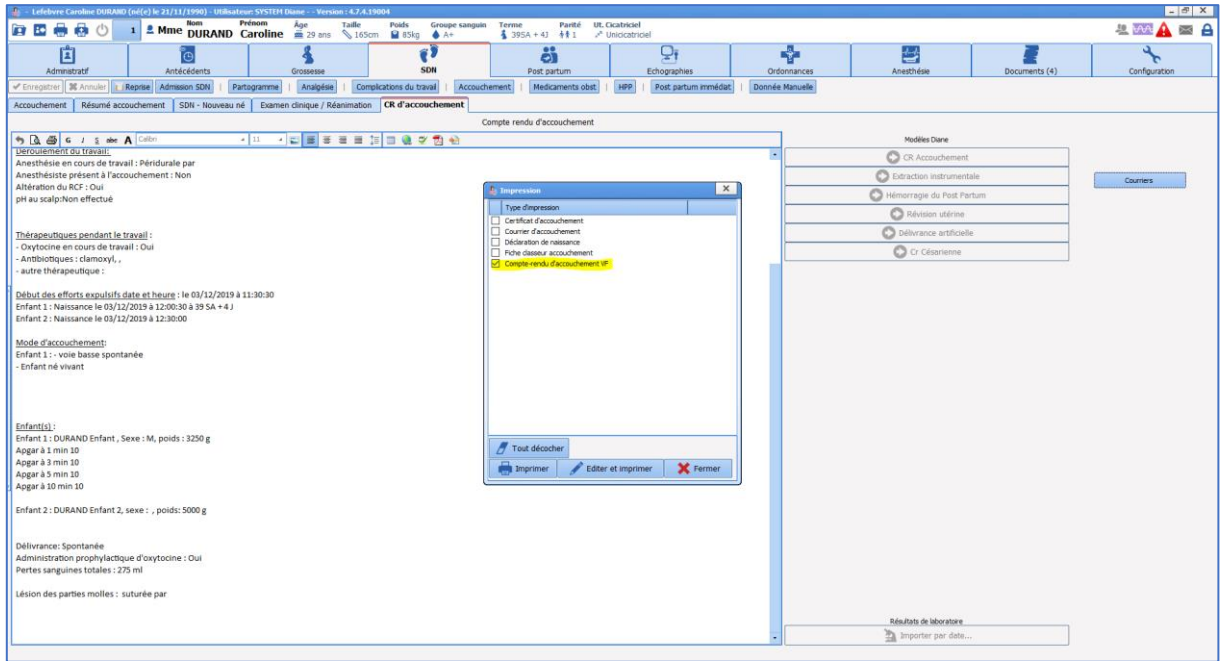 - Lefebvre Caroline DURAND (né(e) le 21/11/1990) - Utilisateur: SYSTEM Diane - - Version : 4.7.4.19004
1 Mme Nom DURAND Prénom Caroline Âge 29 ans Taille 165cm Poids 85kg Groupe sanguin A+ Terme 39SA + 4J Parité 1 Ut. Cicatriciel Unicicatriciel
Administratif Antécédents Grossesse SDN Post partum Echographies Ordonnances Anesthésie Documents (4) Configuration
Enregistrer Annuler Reprise Admission SDN | Partogramme | Analgésie | Complications du travail | Accouchement | Medicaments obst | HPP | Post partum immédiat | Donnée Manuelle
Accouchement Résumé accouchement SDN - Nouveau né Examen clinique / Réanimation CR d'accouchement
Compte rendu d'accouchement
G I S abc A Calibri 11
Déroulement du travail:
Anesthésie en cours de travail : Péridurale par
Anesthésiste présent à l'accouchement : Non
Altération du RCF : Oui
pH au scalp:Non effectué
Thérapeutiques pendant le travail :
- Oxytocine en cours de travail : Oui
- Antibiotiques : clamoxyl, ,
- autre thérapeutique :
Début des efforts expulsifs date et heure : le 03/12/2019 à 11:30:30
Enfant 1 : Naissance le 03/12/2019 à 12:00:30 à 39 SA + 4 J
Enfant 2 : Naissance le 03/12/2019 à 12:30:00
Mode d'accouchement:
Enfant 1 : - voie basse spontanée
- Enfant né vivant
Enfant(s) :
Enfant 1 : DURAND Enfant , Sexe : M, poids : 3250 g
Apgar à 1 min 10
Apgar à 3 min 10
Apgar à 5 min 10
Apgar à 10 min 10
Enfant 2 : DURAND Enfant 2, sexe : , poids: 5000 g
Délivrance: Spontanée
Administration prophylactique d'oxytocine : Oui
Pertes sanguines totales : 275 ml
Lésion des parties molles : suturée par
Impression
Type d'impression
Certificat d'accouchement
Courrier d'accouchement
Déclaration de naissance
Fiche classeur accouchement
Compte-rendu d'accouchement VF
Tout décocher
Imprimer Editer et imprimer Fermer
Modèles Diane
CR Accouchement
Extraction instrumentale
Hémorragie du Post Partum
Révision utérine
Délivrance artificielle
Cr Césarienne
Courriers
Résultats de laboratoire
Importer par date...